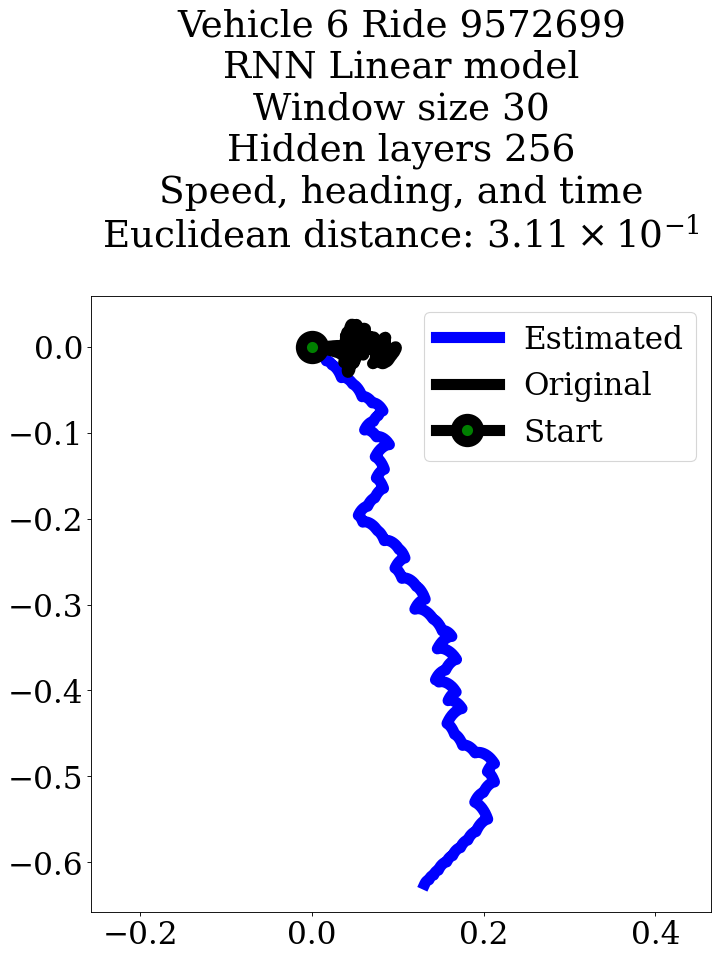 Vehicle 6 Ride 9572699
RNN Linear model
Window size 30
Hidden layers 256
Speed, heading, and time
Euclidean distance: 3.11 × 10⁻¹
Estimated
Original
Start
0.0
−0.1
−0.2
−0.3
−0.4
−0.5
−0.6
−0.2 0.0 0.2 0.4